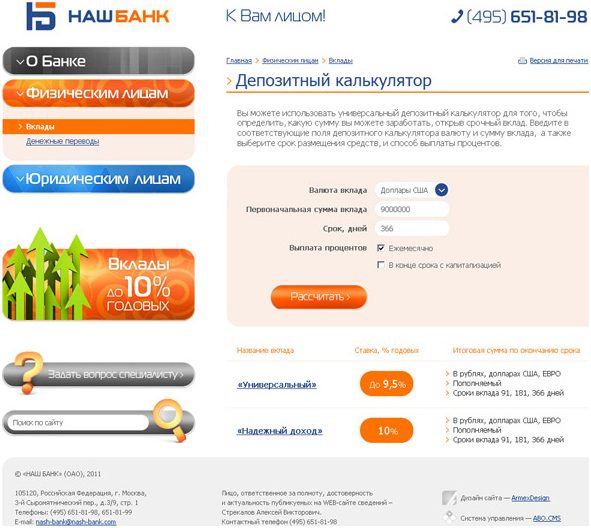 НАШБАНК
К Вам лицом!
(495) 651-81-98
О Банке
Физическим лицам
Вклады
Денежные переводы
Юридическим лицам
Вклады
до 10%
годовых
Задать вопрос специалисту
Поиск по сайту
Главная Физическим лицам Вклады
Версия для печати
Депозитный калькулятор
Вы можете использовать универсальный депозитный калькулятор для того, чтобы
определить, какую сумму вы можете заработать, открыв срочный вклад. Введите в
соответствующие поля депозитного калькулятора валюту и сумму вклада, а также
выберите срок размещения средств, и способ выплаты процентов.
Валюта вклада Доллары США
Первоначальная сумма вклада 9000000
Срок, дней 366
Выплата процентов Ежемесячно
В конце срока с капитализацией
Рассчитать
Название вклада Ставка, % годовых Итоговая сумма по окончанию срока
«Универсальный» До 9,5% В рублях, долларах США, ЕВРО
Пополняемый
Сроки вклада 91, 181, 366 дней
«Надежный доход» 10% В рублях, долларах США, ЕВРО
Пополняемый
Сроки вклада 91, 181, 366 дней
© «НАШ БАНК» (ОАО), 2011
105120, Российская Федерация, г. Москва,
3-й Сыромятнический пер., д.3/9, стр. 1
Телефоны: (495) 651-81-98, 651-81-99
E-mail: nash-bank@nash-bank.com
Лицо, ответственное за полноту, достоверность
и актуальность публикуемых на WEB-сайте сведений –
Стрекалов Алексей Викторович.
Контактный телефон (495) 651-81-98
Дизайн сайта — ArmexDesign
Система управления — ABO.CMS